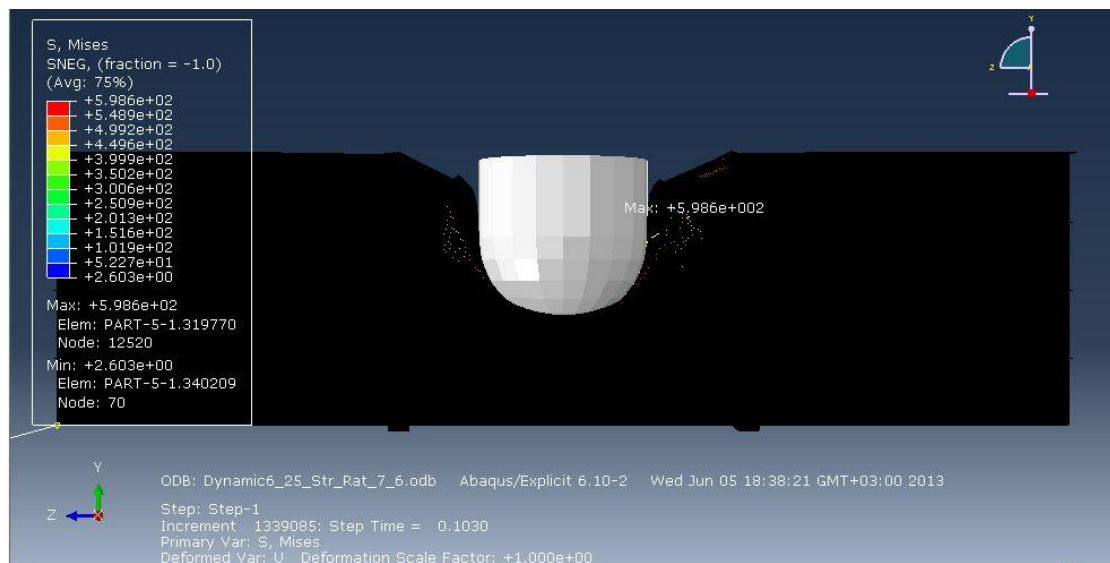 S, Mises
SNEG, (fraction = -1.0)
(Avg: 75%)
+5.986e+02
+5.489e+02
+4.992e+02
+4.496e+02
+3.999e+02
+3.502e+02
+3.006e+02
+2.509e+02
+2.013e+02
+1.516e+02
+1.019e+02
+5.227e+01
+2.603e+00
Max: +5.986e+02
Elem: PART-5-1.319770
Node: 12520
Min: +2.603e+00
Elem: PART-5-1.340209
Node: 70
Y
Z
Max: +5.986e+002
Y
Z
X
ODB: Dynamic6_25_Str_Rat_7_6.odb Abaqus/Explicit 6.10-2 Wed Jun 05 18:38:21 GMT+03:00 2013
Step: Step-1
Increment 1339085: Step Time = 0.1030
Primary Var: S, Mises
Deformed Var: U Deformation Scale Factor: +1.000e+00